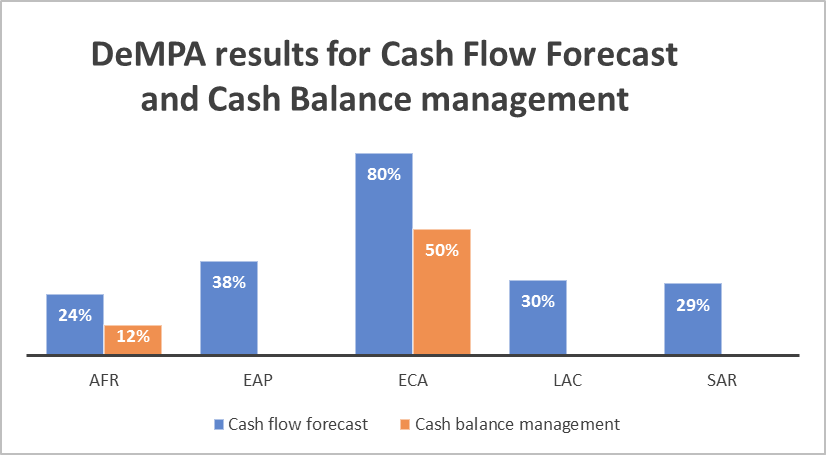 DeMPA results for Cash Flow Forecast
and Cash Balance management
80%
50%
38%
30%
29%
24%
12%
AFR EAP ECA LAC SAR
Cash flow forecast Cash balance management